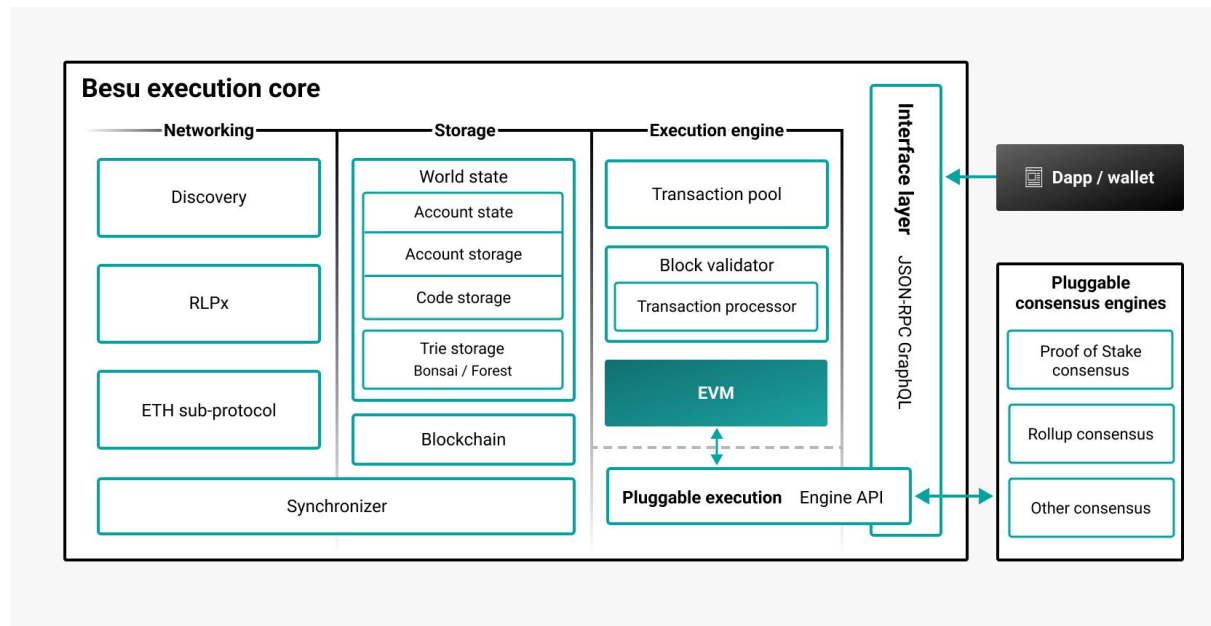 Besu execution core
Networking
Discovery
RLPx
ETH sub-protocol
Synchronizer
Storage
World state
Account state
Account storage
Code storage
Trie storage
Bonsai / Forest
Blockchain
Execution engine
Transaction pool
Block validator
Transaction processor
EVM
Pluggable execution Engine API
Interface layer JSON-RPC GraphQL
Dapp / wallet
Pluggable
consensus engines
Proof of Stake
consensus
Rollup consensus
Other consensus